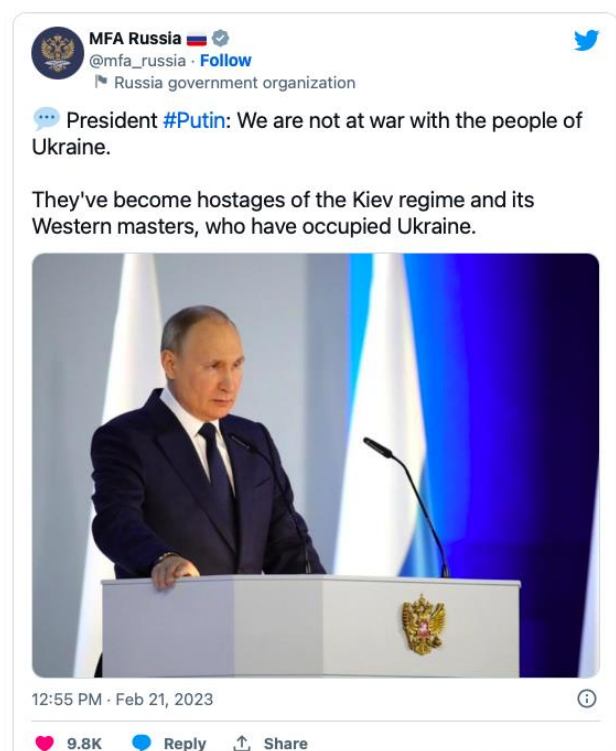 MFA Russia 🇷🇺
@mfa_russia · Follow
Russia government organization
💬 President #Putin: We are not at war with the people of
Ukraine.
They've become hostages of the Kiev regime and its
Western masters, who have occupied Ukraine.
12:55 PM · Feb 21, 2023
9.8K Reply Share